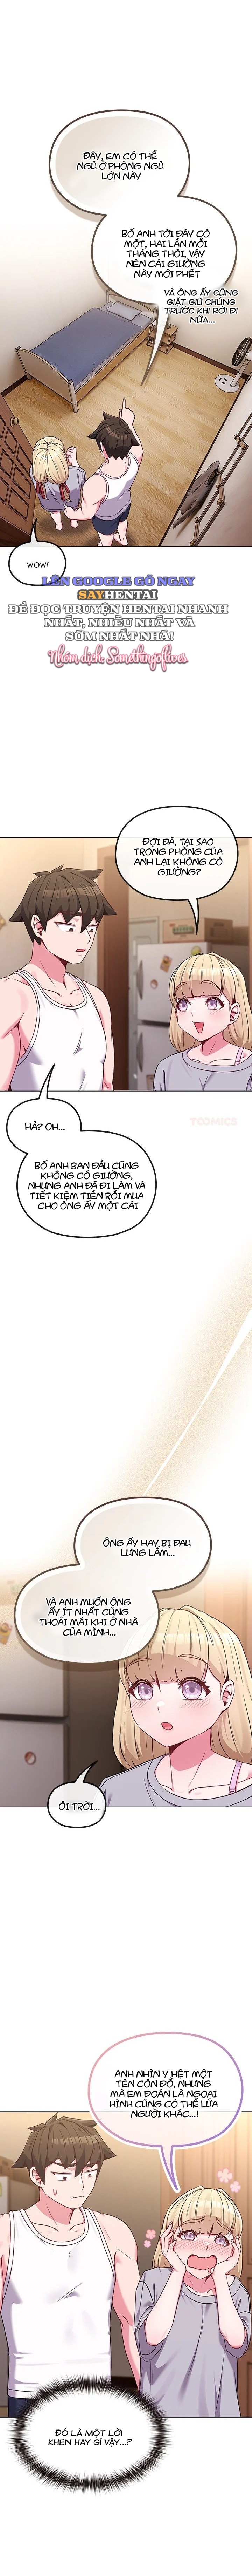 ĐÂY, EM CÓ THỂ
NGỦ Ở PHÒNG NGỦ
LỚN NÀY
BỐ ANH TỚI ĐÂY CÓ
MỘT, HAI LẦN MỖI
THÁNG THÔI, VẬY
NÊN CÁI GIƯỜNG
NÀY MỚI PHẾT
VÀ ÔNG ẤY CŨNG
GIẶT GIŨ CHÚNG
TRƯỚC KHI RỜI ĐI
NỮA...
WOW!
LÊN GOOGLE GÕ NGAY
SAYHENTAI
ĐỂ ĐỌC TRUYỆN HENTAI NHANH
NHẤT, NHIỀU NHẤT VÀ
SỚM NHẤT NHÀ!
Nhóm dịch: Somethingofaxes
ĐỢI ĐÃ, TẠI SAO
TRONG PHÒNG CỦA
ANH LẠI KHÔNG CÓ
GIƯỜNG?
TOOMICS
HẢ? OH...
BỐ ANH BAN ĐẦU CŨNG
KHÔNG CÓ GIƯỜNG,
NHƯNG ANH ĐÃ ĐI LÀM VÀ
TIẾT KIỆM TIỀN RỒI MUA
CHO ÔNG ẤY MỘT CÁI
ÔNG ẤY HAY BỊ ĐAU
LƯNG LẮM...
VÀ ANH MUỐN ÔNG
ẤY ÍT NHẤT CŨNG
THOẢI MÁI KHI Ở NHÀ
CỦA MÌNH...
ÔI TRỜI...
ANH NHÌN Y HỆT MỘT
TÊN CÔN ĐỒ, NHƯNG
MÀ EM ĐOÁN LÀ NGOẠI
HÌNH CŨNG CÓ THỂ LỪA
NGƯỜI KHÁC...!
ĐÓ LÀ MỘT LỜI
KHEN HAY GÌ VẬY...?